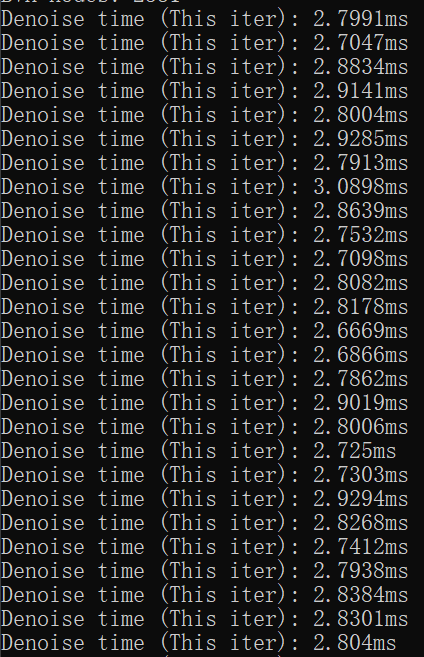 Denoise time (This iter): 2.7991ms
Denoise time (This iter): 2.7047ms
Denoise time (This iter): 2.8834ms
Denoise time (This iter): 2.9141ms
Denoise time (This iter): 2.8004ms
Denoise time (This iter): 2.9285ms
Denoise time (This iter): 2.7913ms
Denoise time (This iter): 3.0898ms
Denoise time (This iter): 2.8639ms
Denoise time (This iter): 2.7532ms
Denoise time (This iter): 2.7098ms
Denoise time (This iter): 2.8082ms
Denoise time (This iter): 2.8178ms
Denoise time (This iter): 2.6669ms
Denoise time (This iter): 2.6866ms
Denoise time (This iter): 2.7862ms
Denoise time (This iter): 2.9019ms
Denoise time (This iter): 2.8006ms
Denoise time (This iter): 2.725ms
Denoise time (This iter): 2.7303ms
Denoise time (This iter): 2.9294ms
Denoise time (This iter): 2.8268ms
Denoise time (This iter): 2.7412ms
Denoise time (This iter): 2.7938ms
Denoise time (This iter): 2.8384ms
Denoise time (This iter): 2.8301ms
Denoise time (This iter): 2.804ms